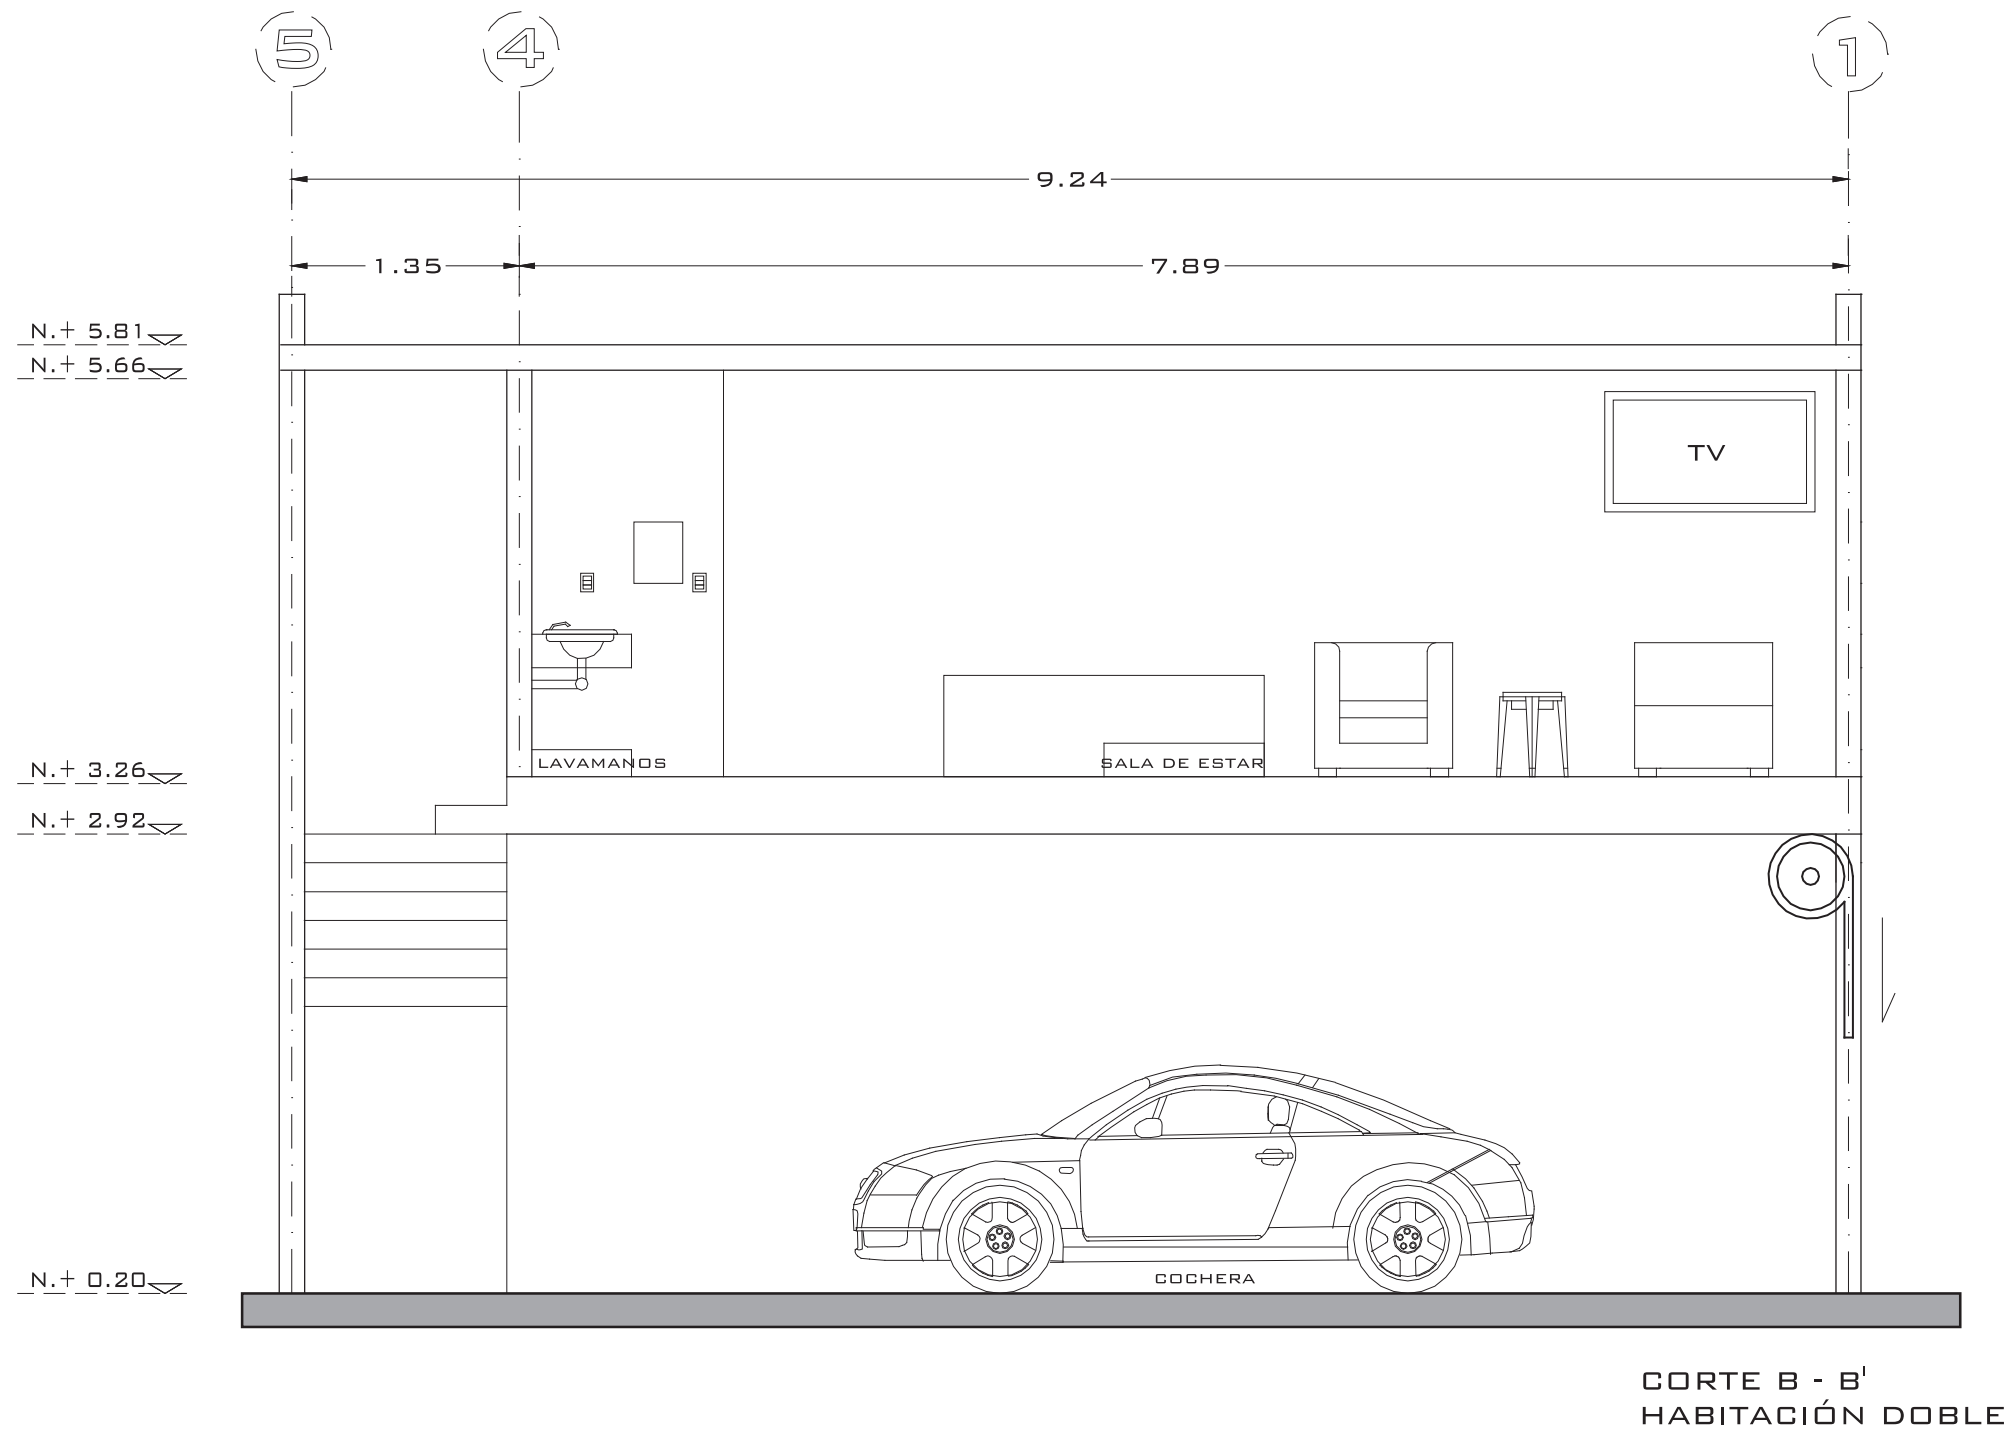 5 4 1
9.24
1.35 7.89
N.+ 5.81
N.+ 5.66
TV
LAVAMANOS
SALA DE ESTAR
N.+ 3.26
N.+ 2.92
N.+ 0.20
COCHERA
CORTE B - B'
HABITACIÓN DOBLE